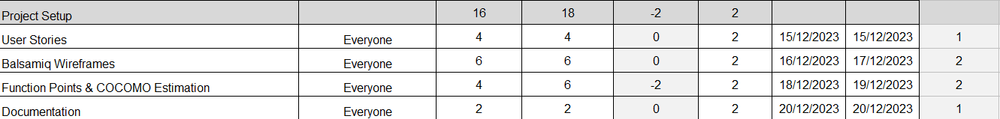 Project Setup 16 18 -2 2
User Stories Everyone 4 4 0 2 15/12/2023 15/12/2023 1
Balsamiq Wireframes Everyone 6 6 0 2 16/12/2023 17/12/2023 2
Function Points & COCOMO Estimation Everyone 4 6 -2 2 18/12/2023 19/12/2023 2
Documentation Everyone 2 2 0 2 20/12/2023 20/12/2023 1